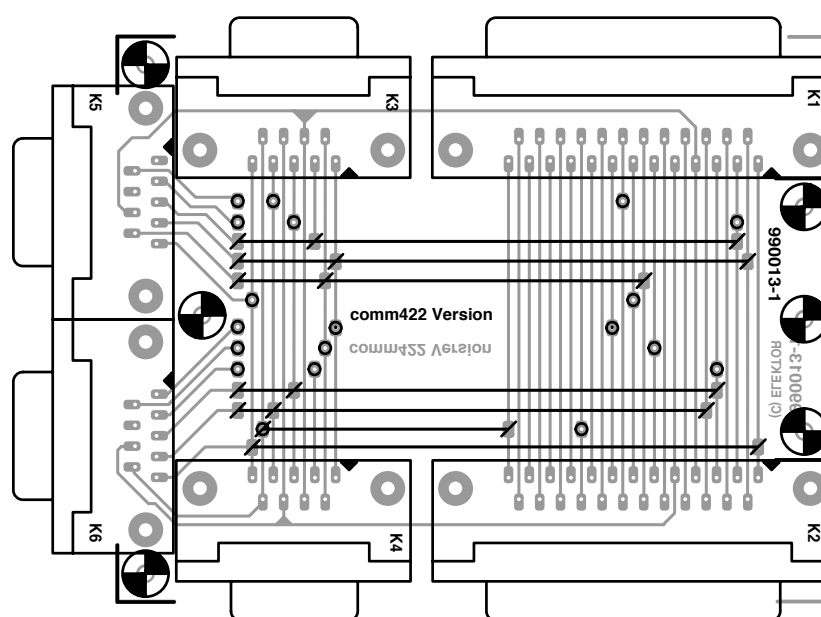 K5
K3
K1
990013-1
comm422 Version
comm422 Version
(C) ELEKTOR
990013-1
K6
K4
K2